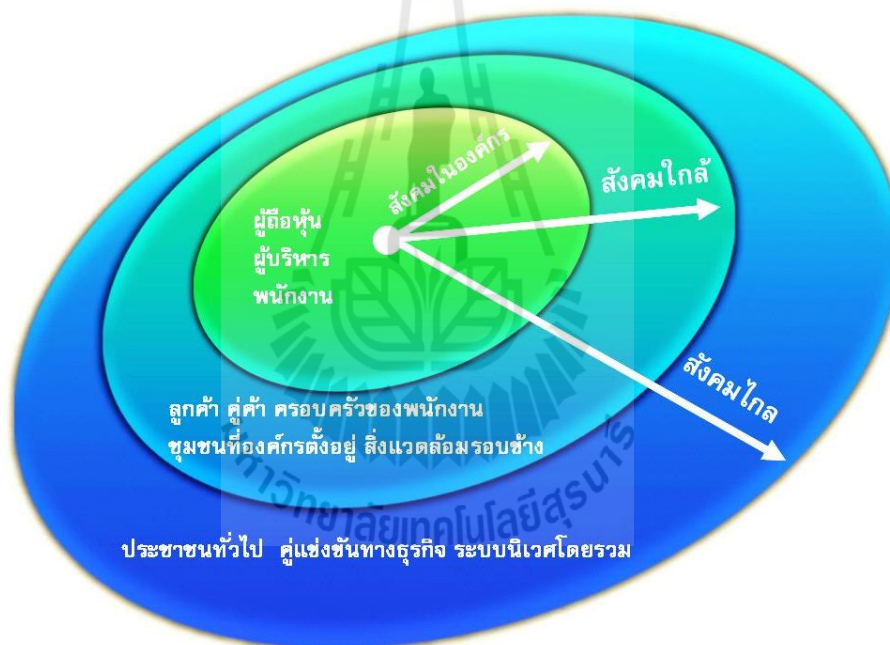 สังคมในองค์กร
สังคมใกล้
ผู้ถือหุ้น
ผู้บริหาร
พนักงาน
สังคมไกล
ลูกค้า คู่ค้า ครอบครัวของพนักงาน
ชุมชนที่องค์กรตั้งอยู่ สิ่งแวดล้อมรอบข้าง
มหาวิทยาลัยเทคโนโลยีสุรนารี
ประชาชนทั่วไป คู่แข่งขันทางธุรกิจ ระบบนิเวศโดยรวม